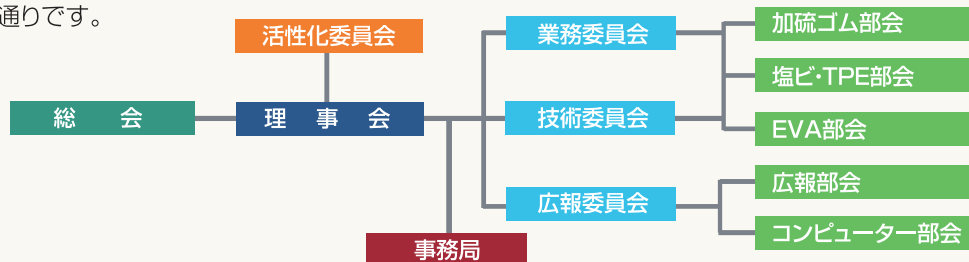 通りです。
活性化委員会
総会
理事会
事務局
業務委員会
技術委員会
広報委員会
加硫ゴム部会
塩ビ・TPE部会
EVA部会
広報部会
コンピューター部会